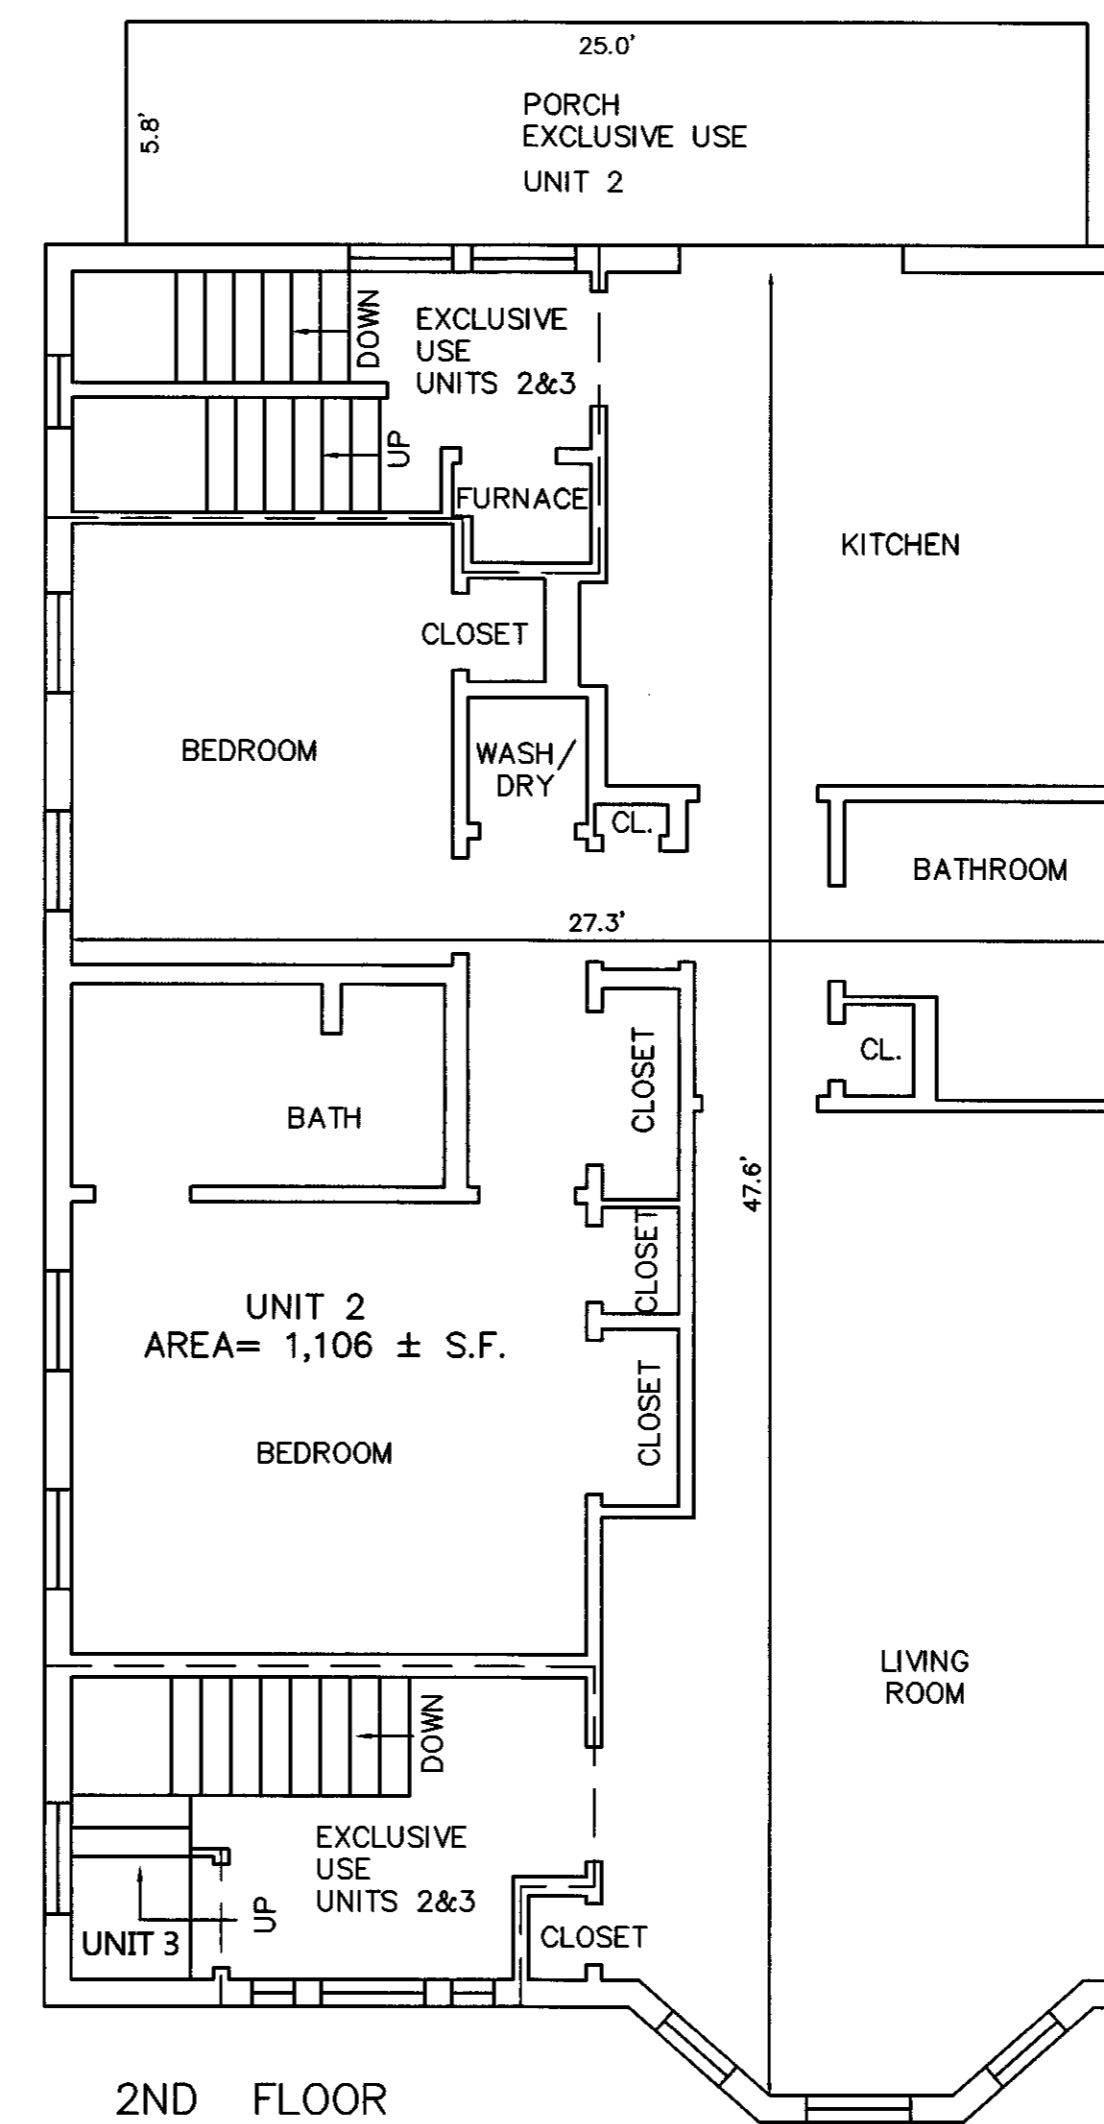 25.0'
5.8'
PORCH
EXCLUSIVE USE
UNIT 2
DOWN
EXCLUSIVE
USE
UNITS 2&3
UP
FURNACE
KITCHEN
CLOSET
BEDROOM
WASH/
DRY
CL.
BATHROOM
27.3'
CLOSET
CL.
BATH
47.6'
CLOSET
UNIT 2
AREA= 1,106 ± S.F.
CLOSET
BEDROOM
LIVING
ROOM
DOWN
EXCLUSIVE
USE
UNITS 2&3
UP
UNIT 3
CLOSET
2ND FLOOR